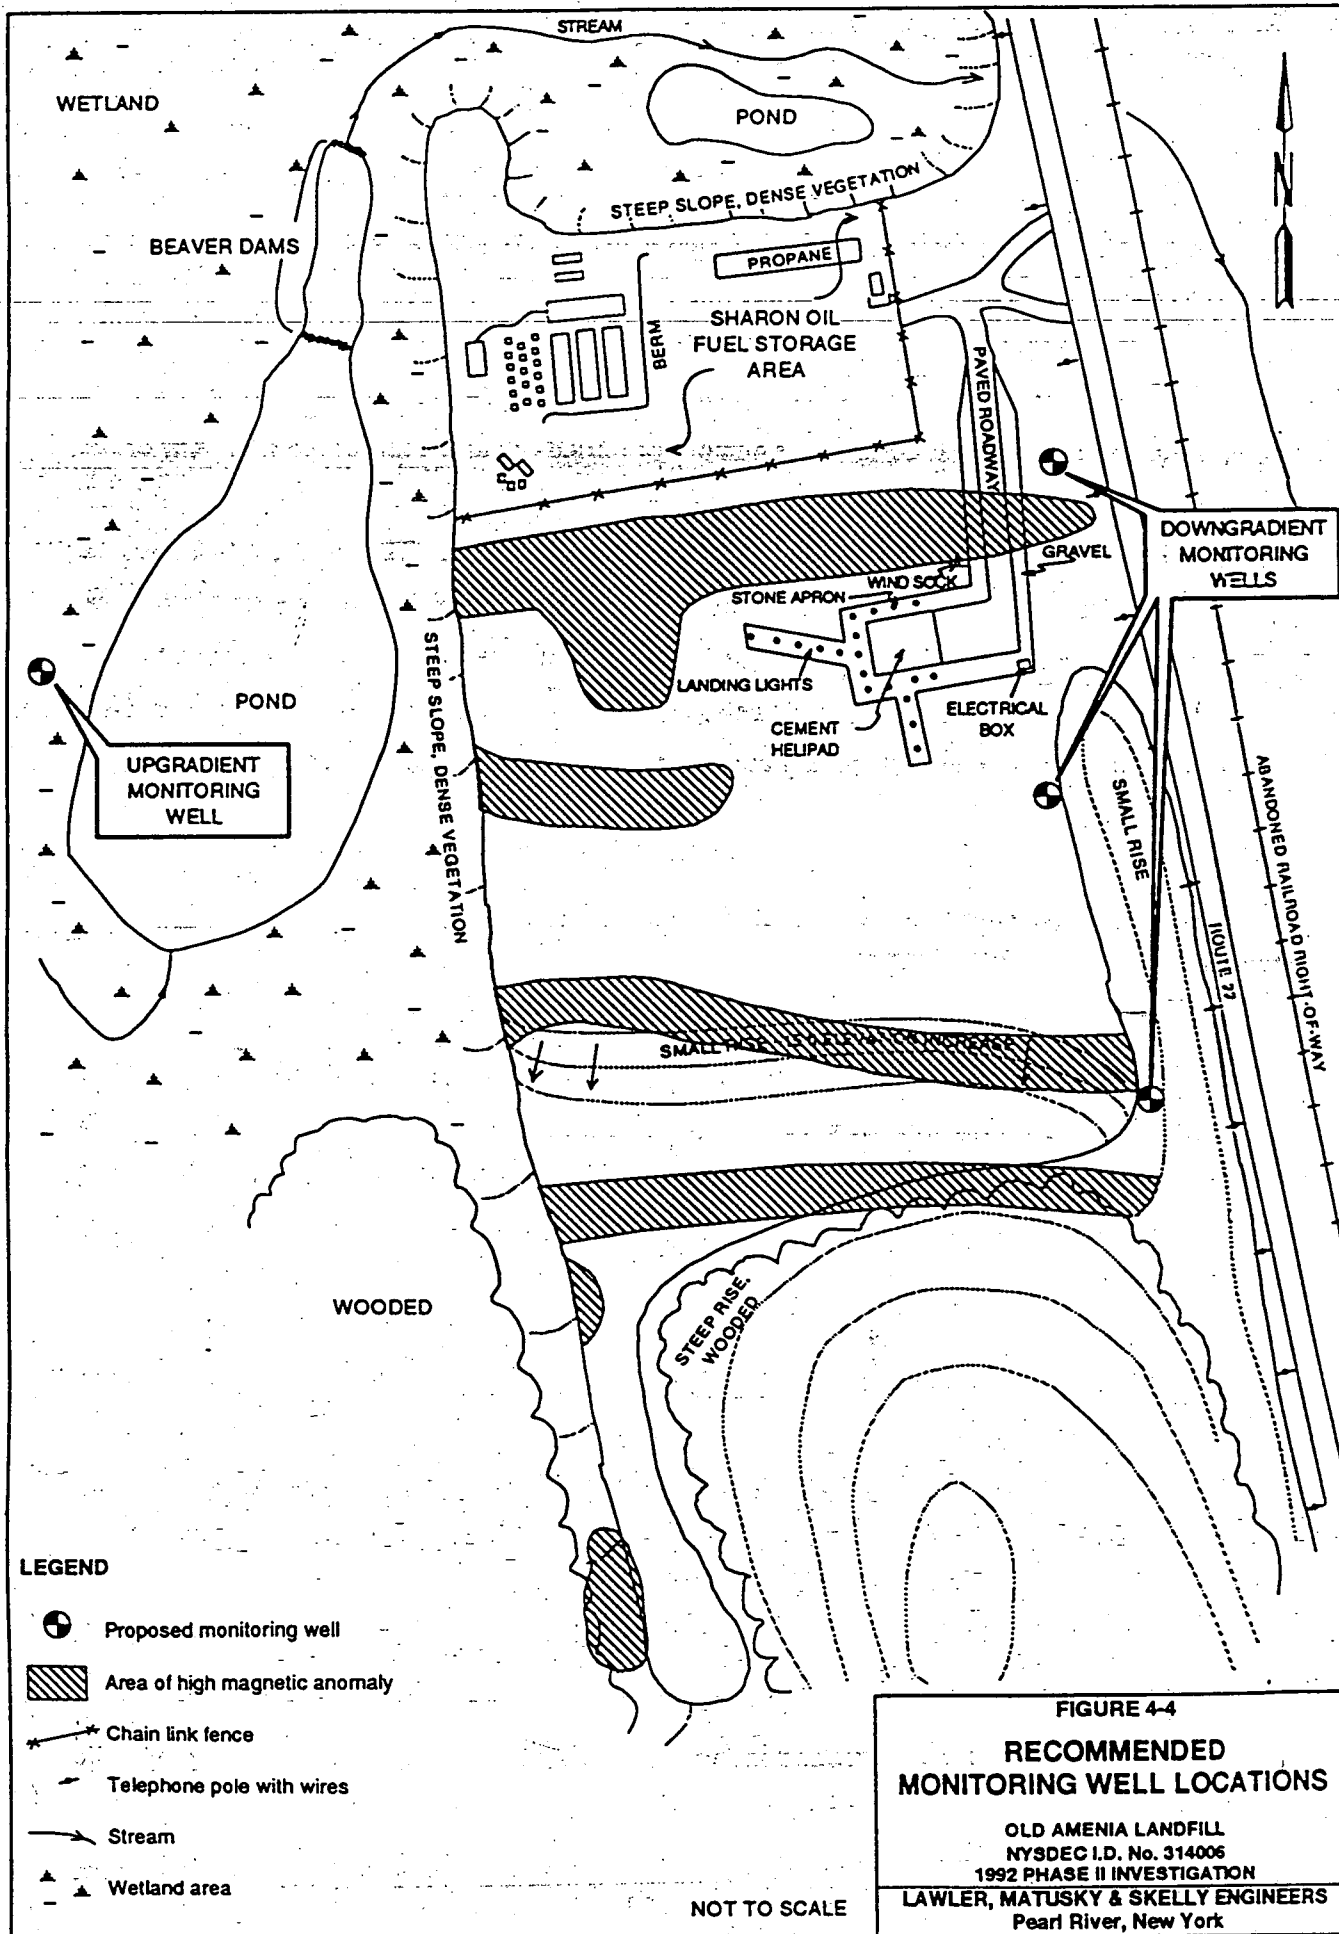 STREAM
WETLAND
POND
STEEP SLOPE, DENSE VEGETATION
N
BEAVER DAMS
PROPANE
SHARON OIL
FUEL STORAGE
AREA
BERM
PAVED ROADWAY
DOWNGRADIENT
MONITORING
WELLS
GRAVEL
WIND SOCK
STONE APRON
LANDING LIGHTS
CEMENT
HELIPAD
ELECTRICAL
BOX
STEEP SLOPE, DENSE VEGETATION
POND
UPGRADIENT
MONITORING
WELL
SMALL RISE
ROUTE 22
ABANDONED RAILROAD RIGHT-OF-WAY
SMALL RISE
INCREASE
WOODED
STEEP RISE,
WOODED
LEGEND
Proposed monitoring well
Area of high magnetic anomaly
Chain link fence
Telephone pole with wires
Stream
Wetland area
NOT TO SCALE
FIGURE 4-4
RECOMMENDED
MONITORING WELL LOCATIONS
OLD AMENIA LANDFILL
NYSDEC I.D. No. 314006
1992 PHASE II INVESTIGATION
LAWLER, MATUSKY & SKELLY ENGINEERS
Pearl River, New York